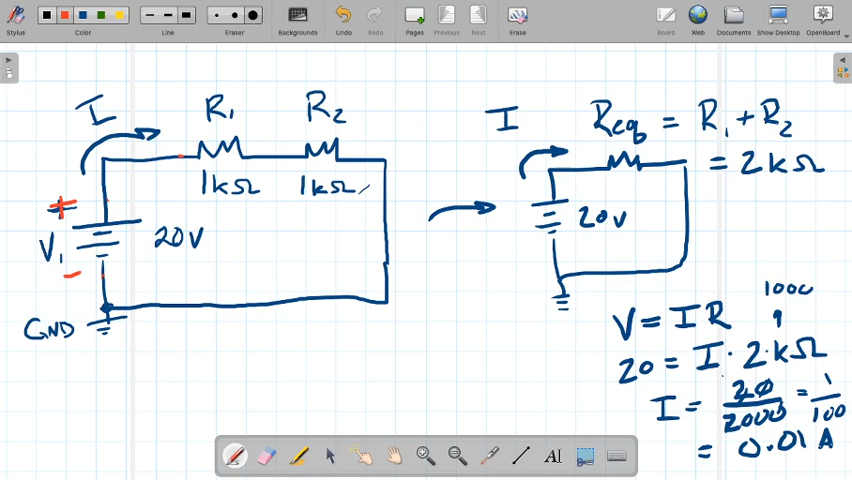 Stylus
Color
Line
Eraser
Backgrounds
Undo
Redo
Pages
Previous
Next
Erase
Board
Web
Documents
Show Desktop
OpenBoard
I
R1
R2
1kΩ
1kΩ
+
V1
20V
-
GND
I
Req = R1 + R2
= 2kΩ
20V
1000
V = IR
20 = I · 2·kΩ
I = 20/2000 = 1/100
= 0.01 A
AI